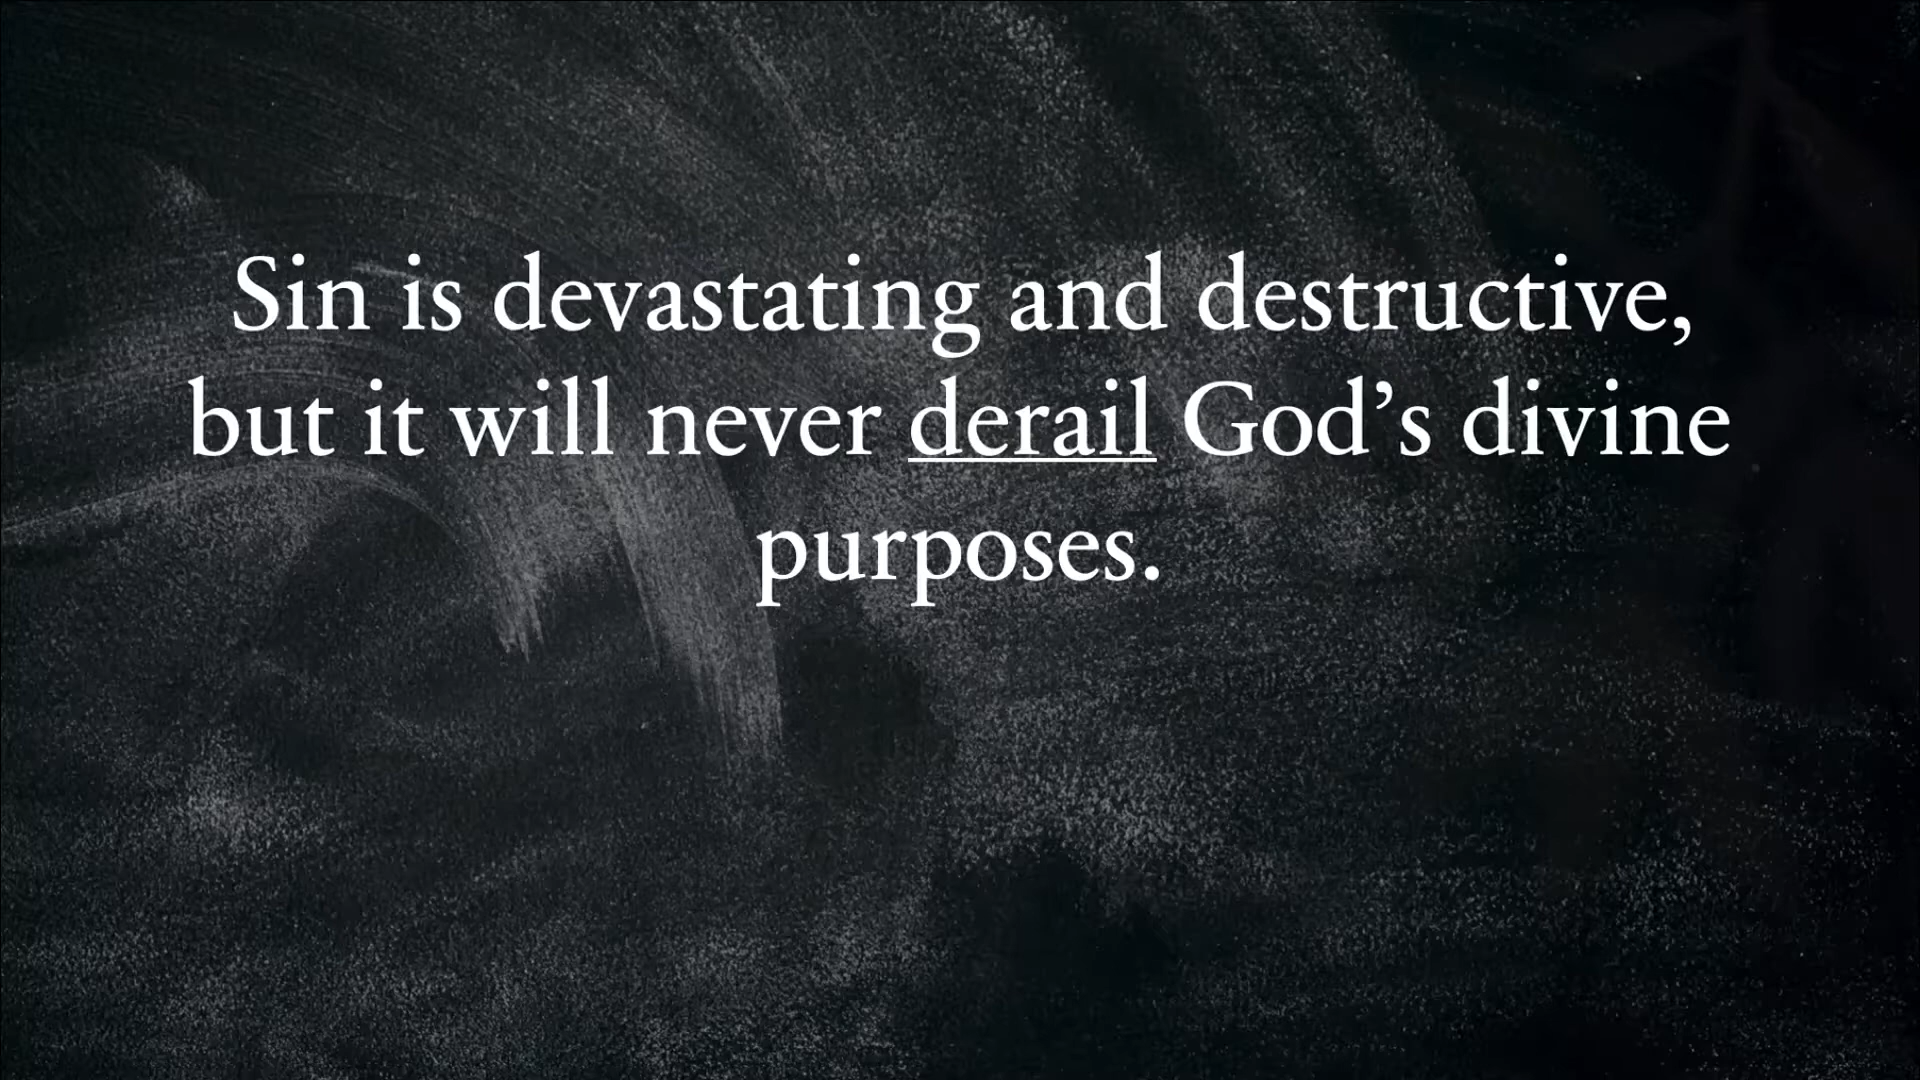 Sin is devastating and destructive,
but it will never derail God’s divine
purposes.